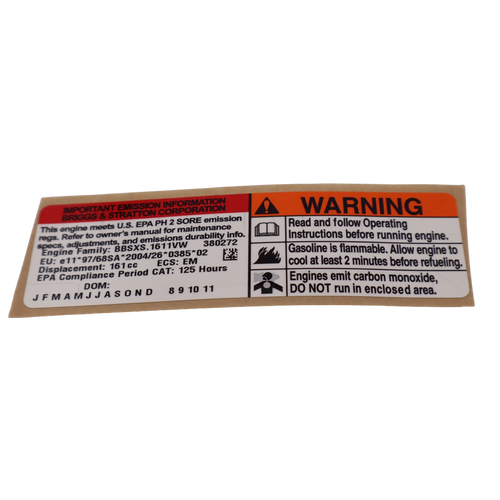 IMPORTANT EMISSION INFORMATION
BRIGGS & STRATTON CORPORATION
This engine meets U.S. EPA PH 2 SORE emission
regs. Refer to owner's manual for maintenance
specs, adjustments, and emissions durability info.
Engine Family: BBSXS.1611VW 380272
EU: e11*97/68SA*2004/26*0385*02
Displacement: 161cc ECS: EM
EPA Compliance Period CAT: 125 Hours
DOM:
J F M A M J J A S O N D 8 9 10 11
WARNING
Read and follow Operating
Instructions before running engine.
Gasoline is flammable. Allow engine to
cool at least 2 minutes before refueling.
Engines emit carbon monoxide,
DO NOT run in enclosed area.